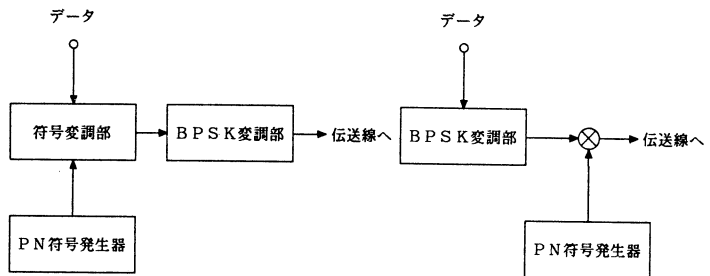 データ
符号変調部
BPSK変調部
伝送線へ
PN符号発生器
データ
BPSK変調部
伝送線へ
PN符号発生器